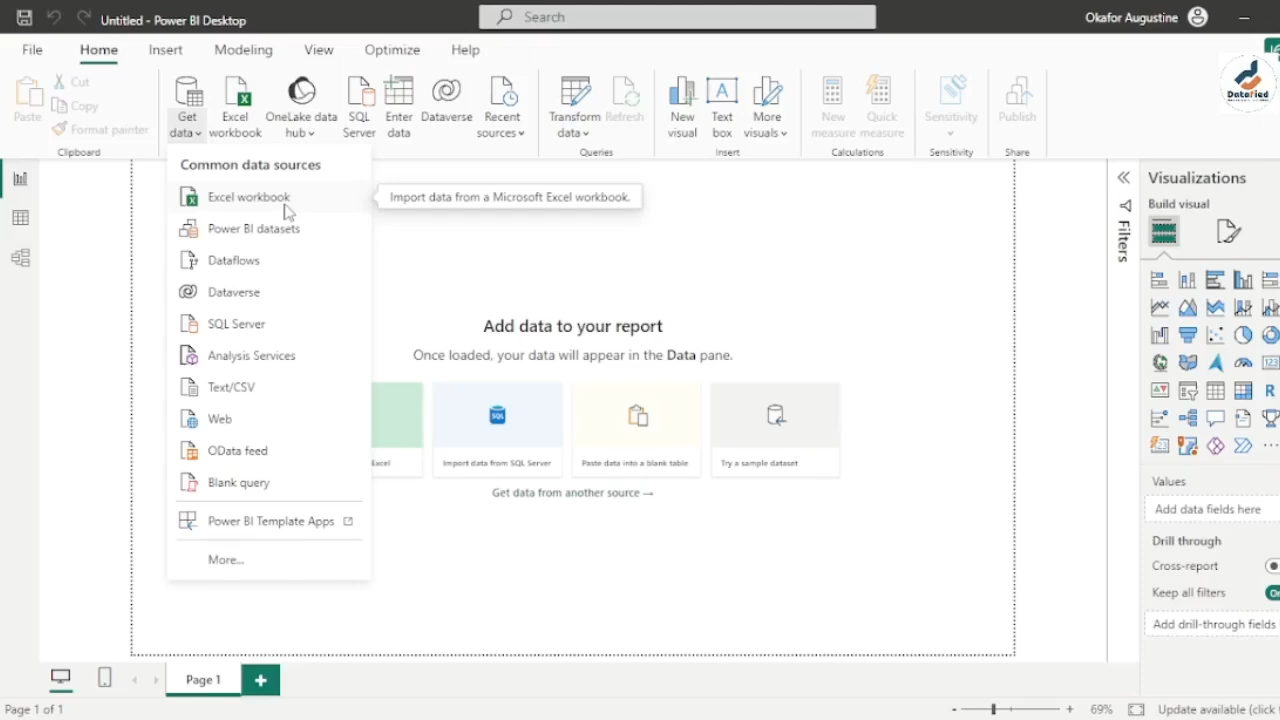 Untitled - Power BI Desktop
Search
Okafor Augustine
File
Home
Insert
Modeling
View
Optimize
Help
Paste
Cut
Copy
Format painter
Clipboard
Get data
Excel workbook
OneLake data hub
SQL Server
Enter data
Dataverse
Recent sources
Transform data
Refresh
Queries
New visual
Text box
More visuals
Insert
New measure
Quick measure
Calculations
Sensitivity
Sensitivity
Publish
Share
DataFied
Common data sources
Excel workbook
Import data from a Microsoft Excel workbook.
Power BI datasets
Dataflows
Dataverse
SQL Server
Analysis Services
Text/CSV
Web
OData feed
Blank query
Power BI Template Apps
More...
Add data to your report
Once loaded, your data will appear in the Data pane.
Excel
SQL
Import data from SQL Server
Paste data into a blank table
Try a sample dataset
Get data from another source →
Filters
Visualizations
Build visual
123
R
Values
Add data fields here
Drill through
Cross-report
Keep all filters
On
Add drill-through fields
Page 1
+
Page 1 of 1
- + 69%
Update available (click